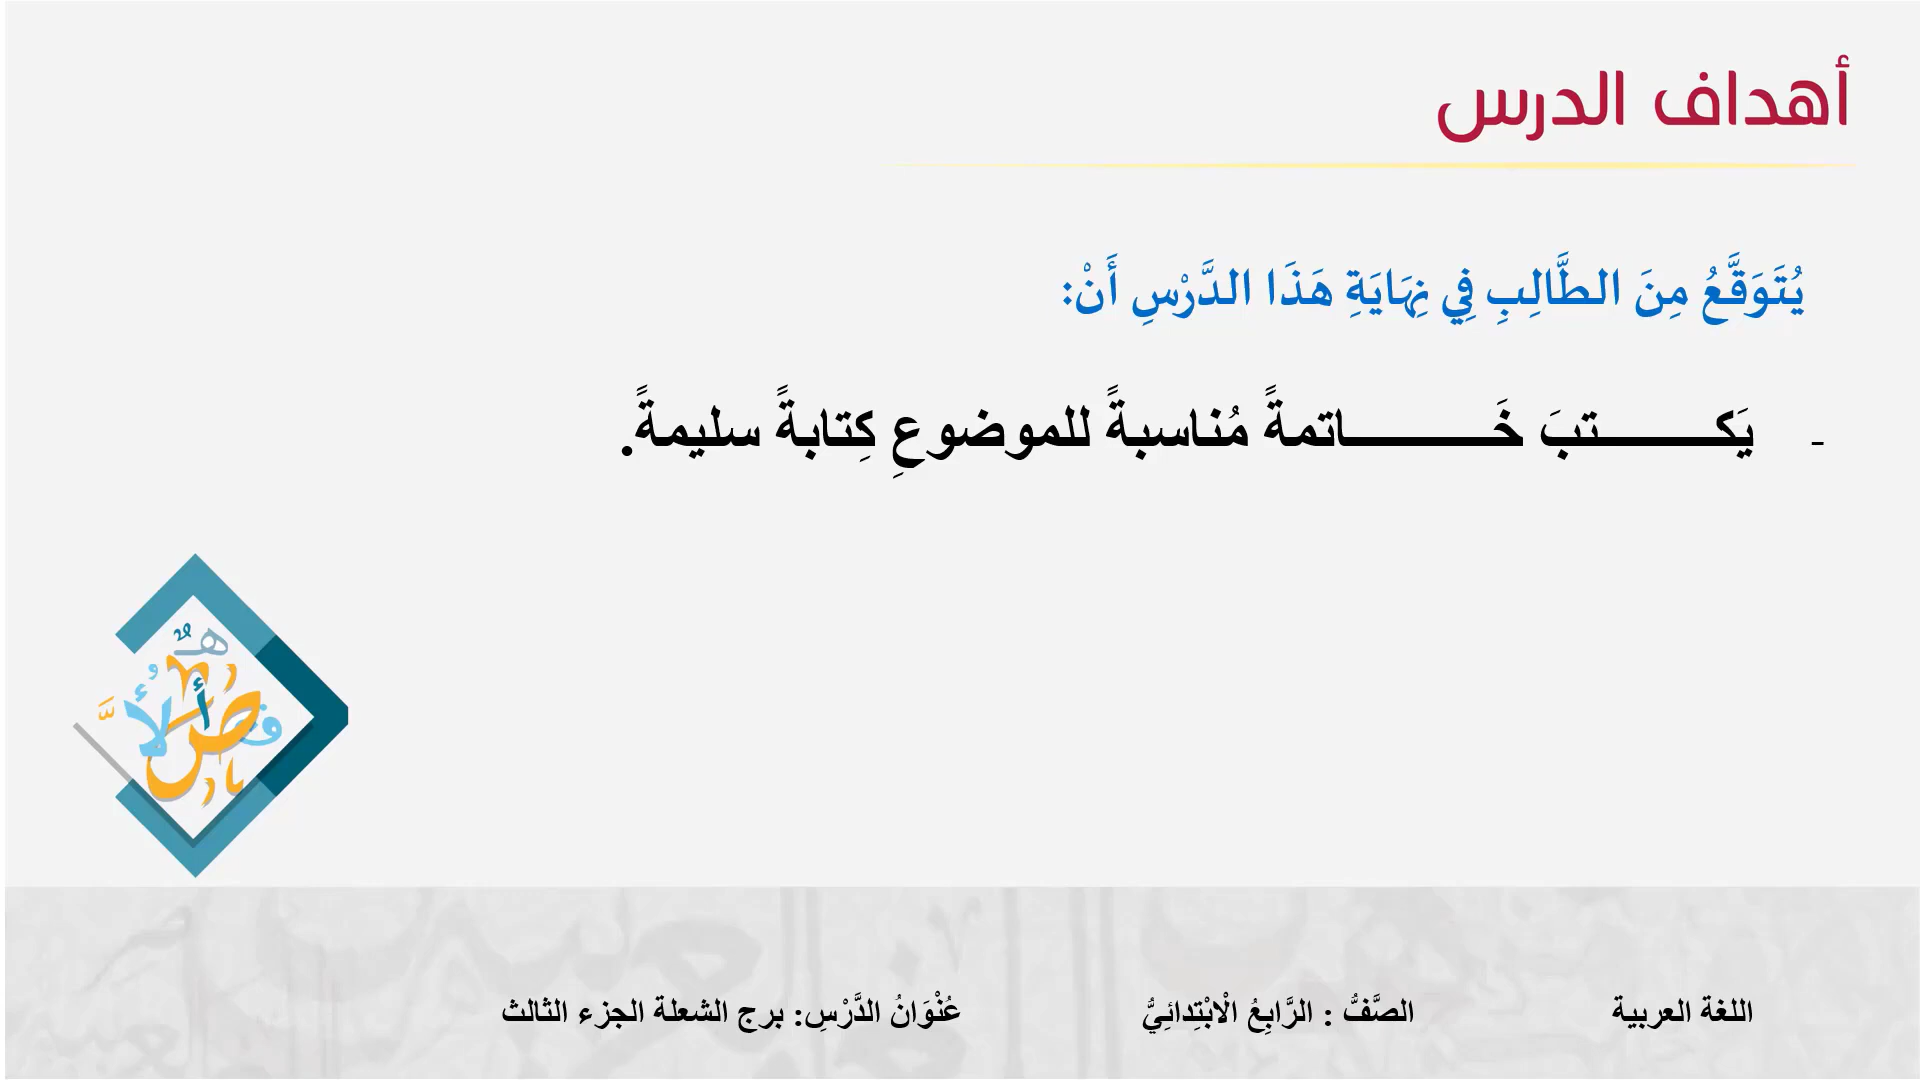 أهداف الدرس
يُتَوَقَّعُ مِنَ الطَّالِبِ فِي نِهَايَةِ هَذَا الدَّرْسِ أَنْ:
- يَكـــــــتبَ خَـــــــــاتمةً مُناسبةً للموضوعِ كِتابةً سليمةً.
اللغة العربية
الصَّفُّ : الرَّابِعُ الْابْتِدائِيُّ
عُنْوَانُ الدَّرْسِ: برج الشعلة الجزء الثالث